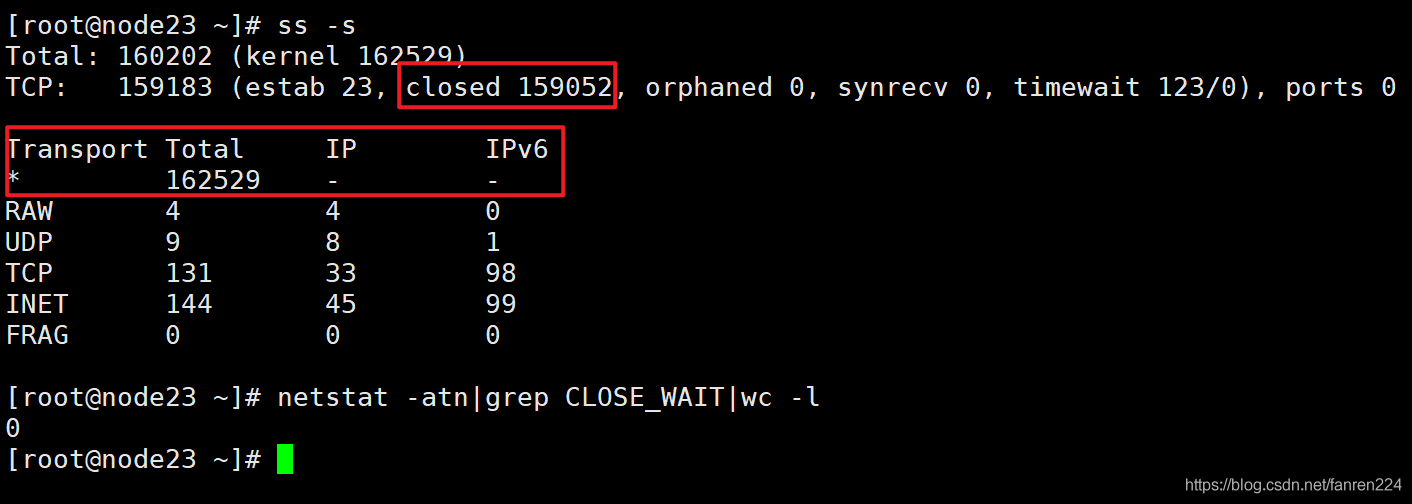 [root@node23 ~]# ss -s
Total: 160202 (kernel 162529)
TCP:   159183 (estab 23, closed 159052, orphaned 0, synrecv 0, timewait 123/0), ports 0
Transport Total     IP        IPv6
*         162529    -         -
RAW       4         4         0
UDP       9         8         1
TCP       131       33        98
INET      144       45        99
FRAG      0         0         0
[root@node23 ~]# netstat -atn|grep CLOSE_WAIT|wc -l
0
[root@node23 ~]#
https://blog.csdn.net/fanren224